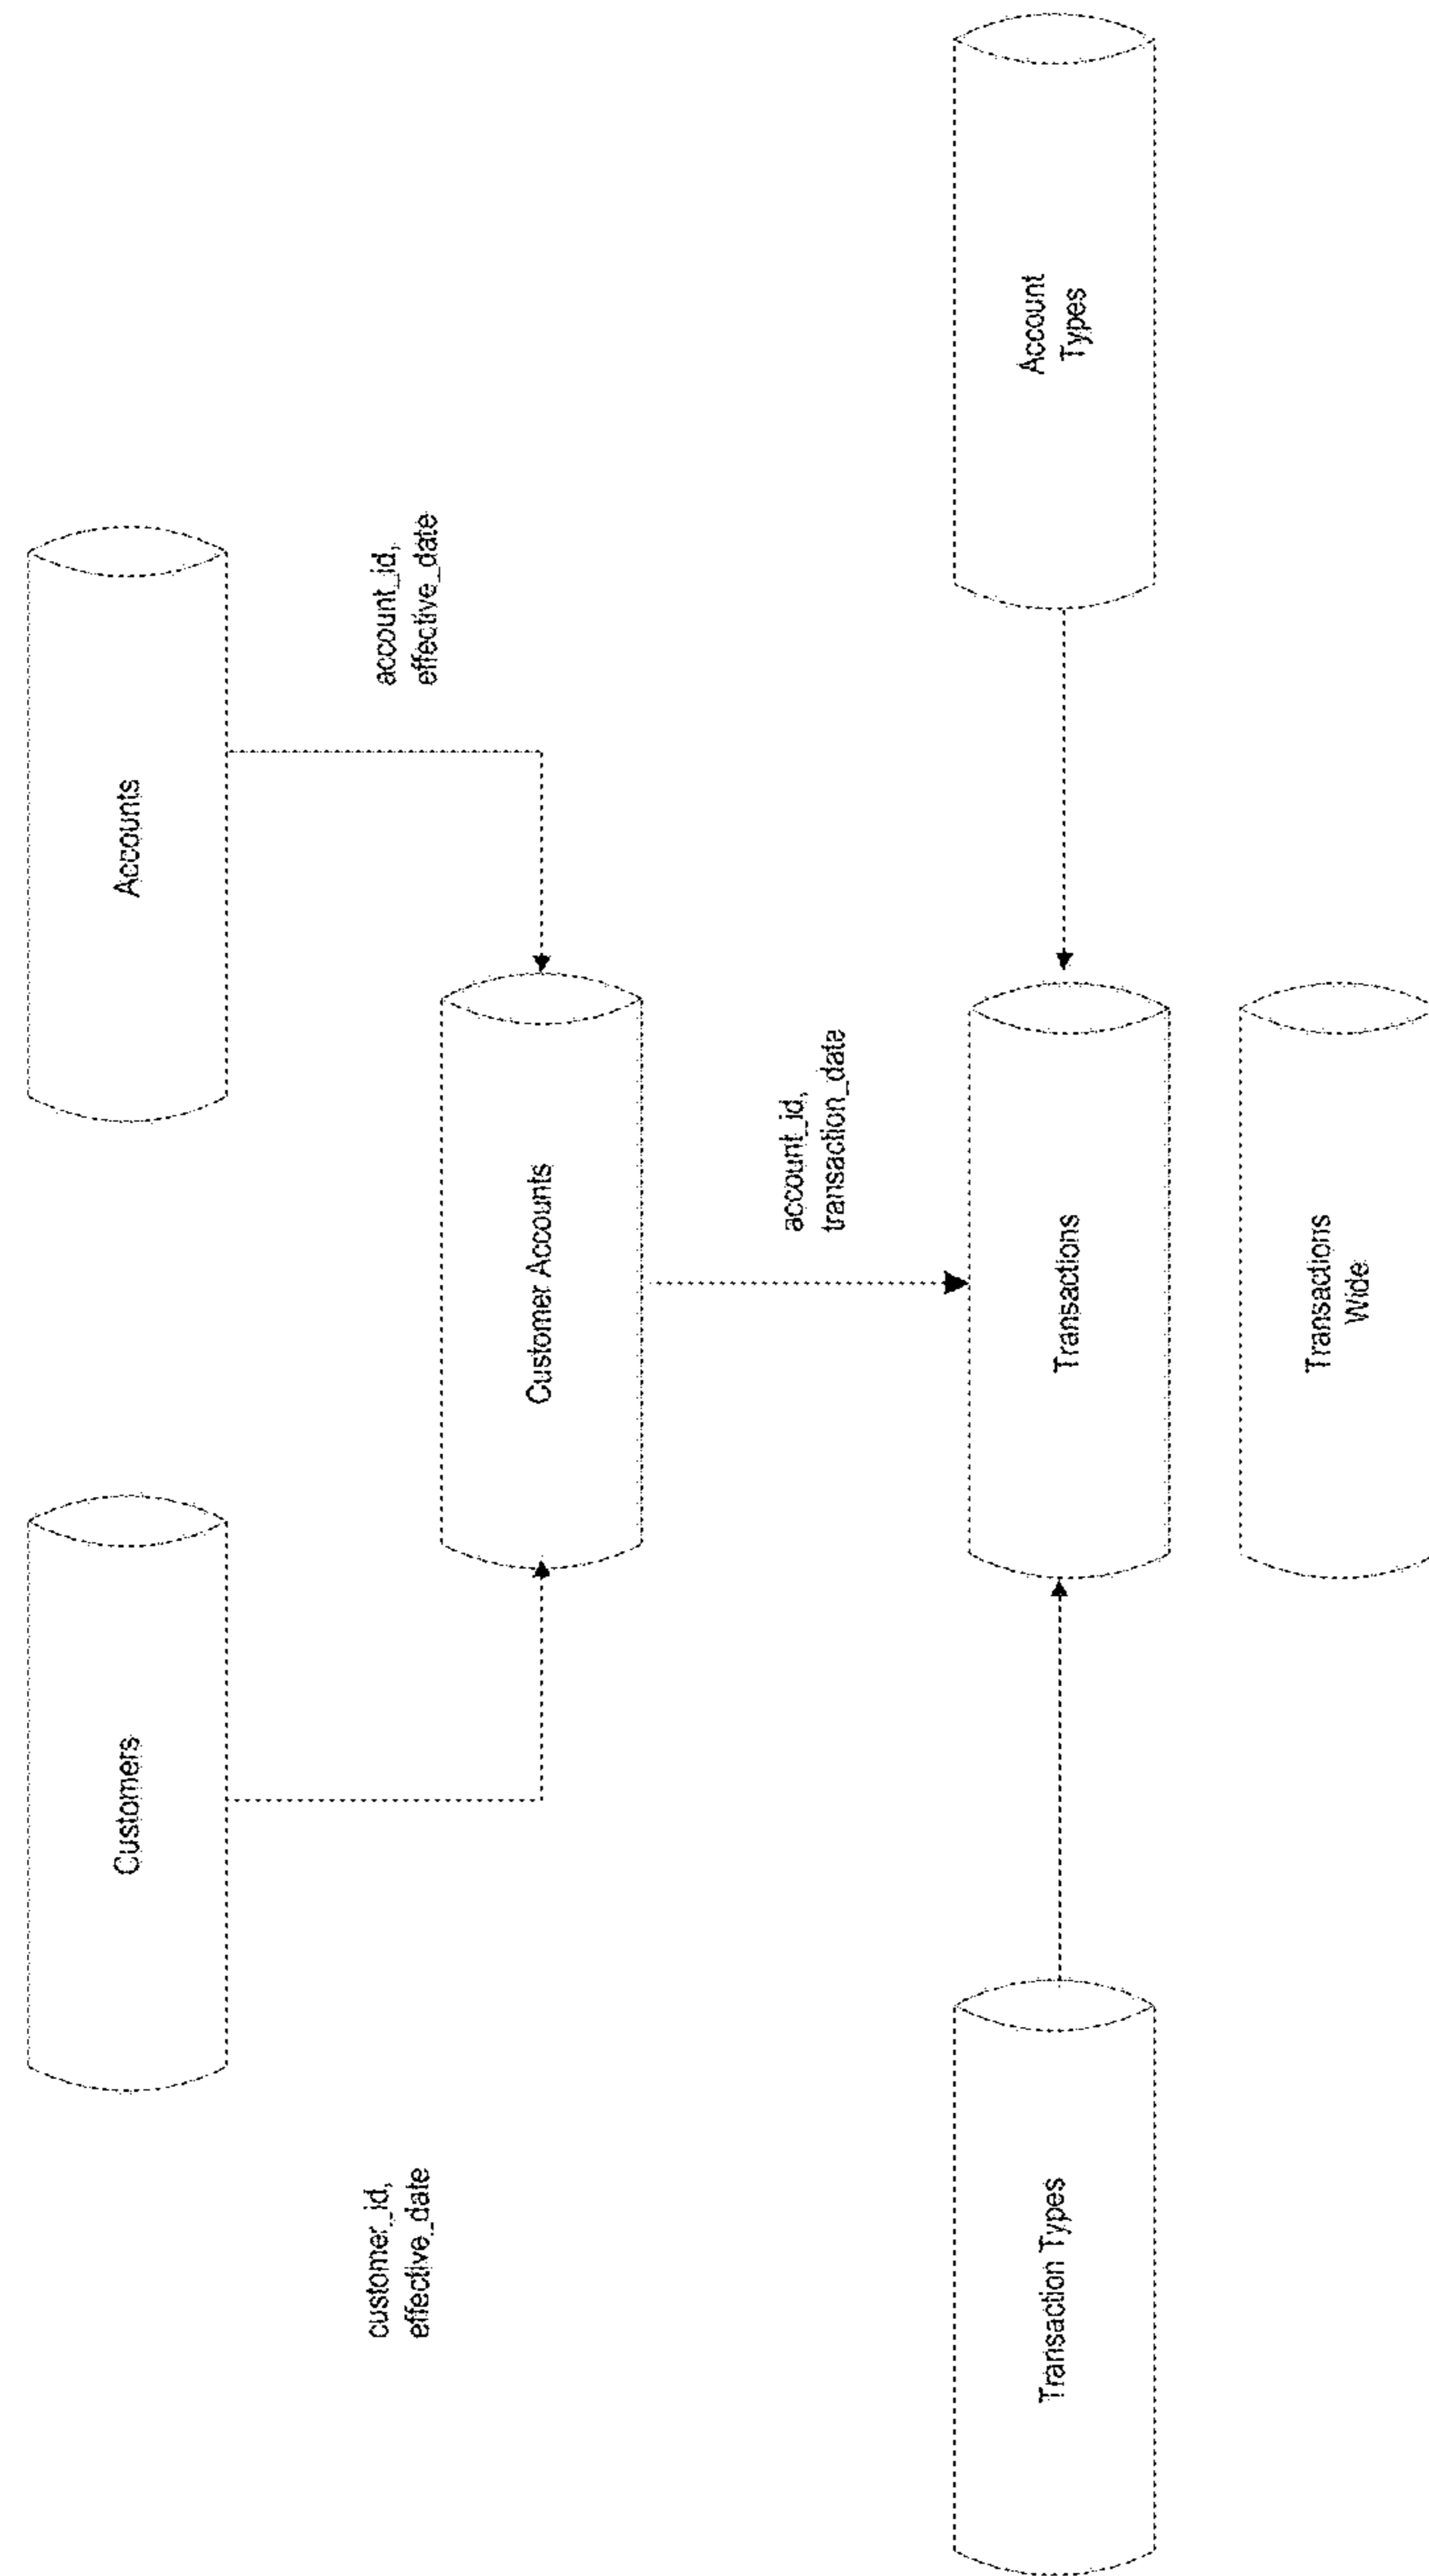 Customers
Accounts
customer_id,
effective_date
account_id,
effective_date
Customer Accounts
account_id,
transaction_date
Transaction Types
Transactions
Account
Types
Transactions
Wide